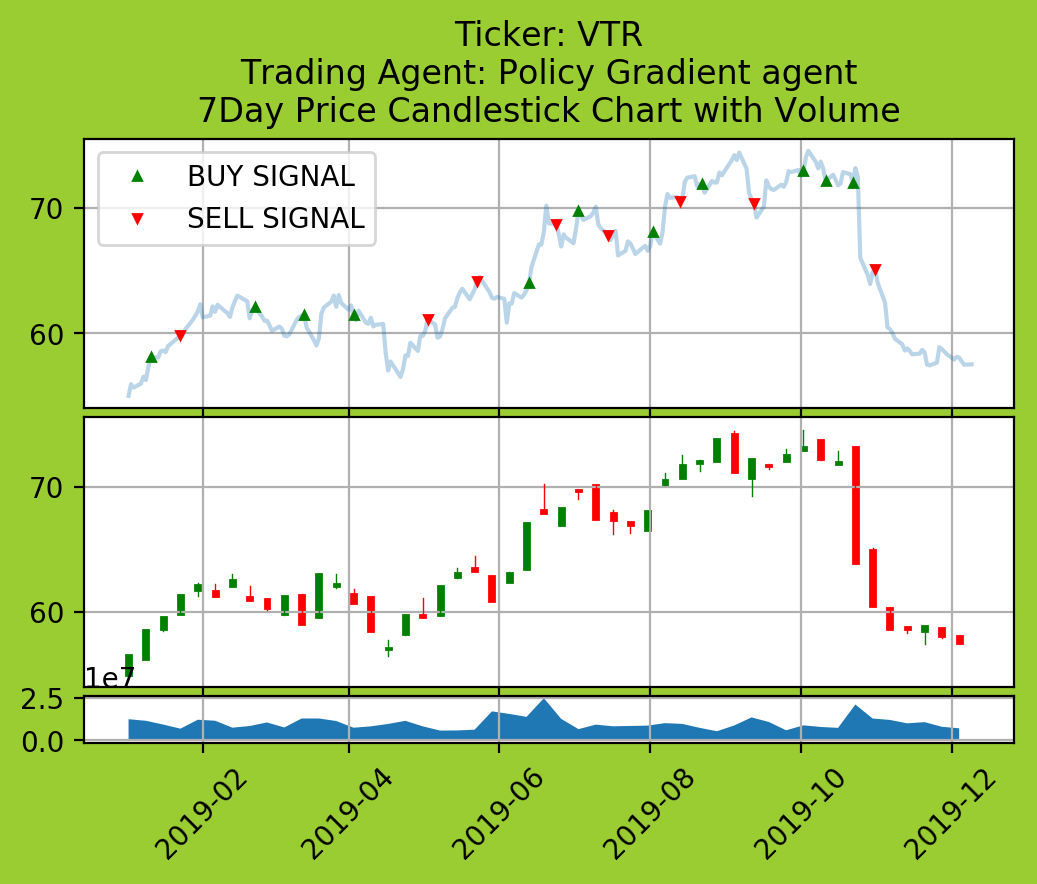 Ticker: VTR
Trading Agent: Policy Gradient agent
7Day Price Candlestick Chart with Volume
BUY SIGNAL
SELL SIGNAL
70
60
70
60
1e7
2.5
0.0
2019-02
2019-04
2019-06
2019-08
2019-10
2019-12